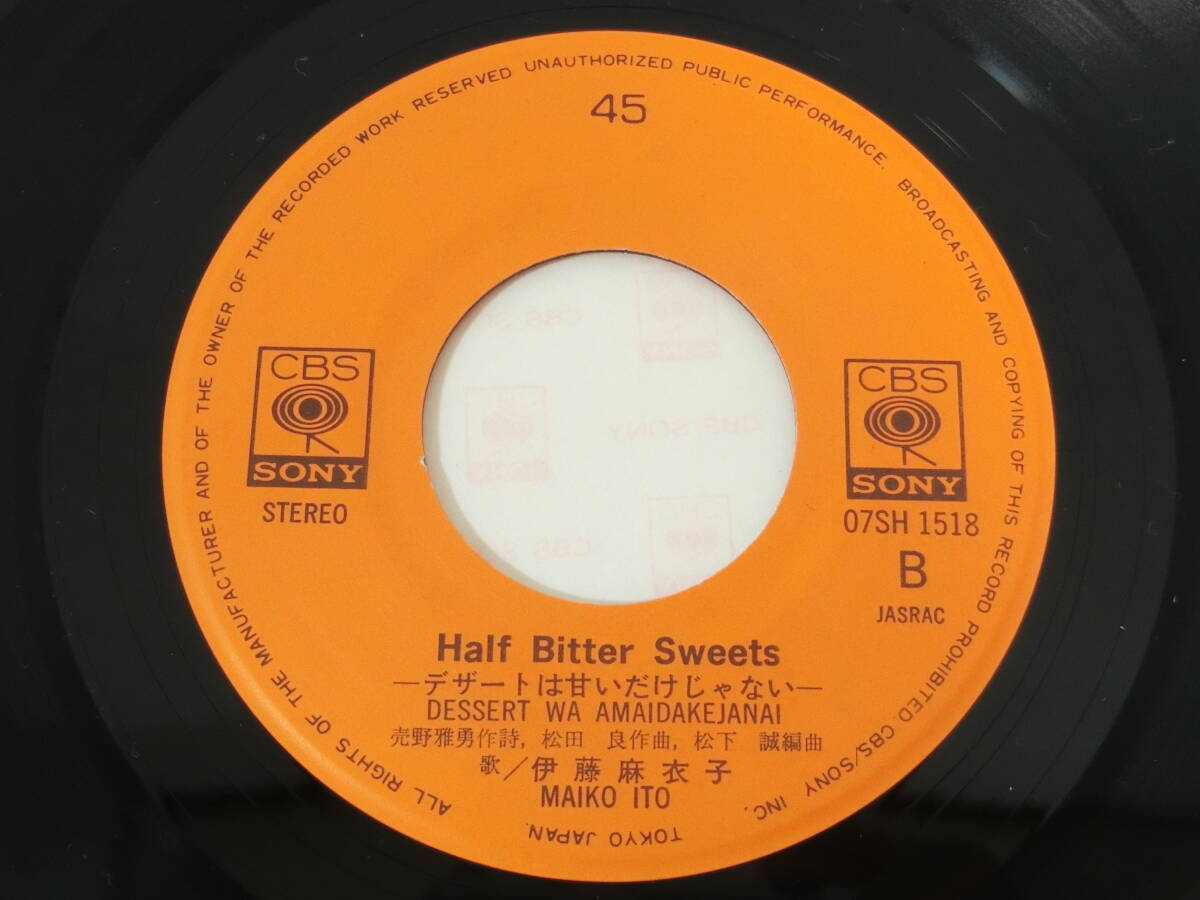 ALL RIGHTS OF THE MANUFACTURER AND OF THE OWNER OF THE RECORDED WORK RESERVED UNAUTHORIZED PUBLIC PERFORMANCE. BROADCASTING AND COPYING OF THIS RECORD PROHIBITED CBS/SONY INC. TOKYO JAPAN.
45
CBS
SONY
STEREO
CBS
SONY
07SH 1518
B
JASRAC
CBS SONY
Half Bitter Sweets
—デザートは甘いだけじゃない—
DESSERT WA AMAIDAKEJANAI
売野雅勇作詩, 松田 良作曲, 松下 誠編曲
歌/伊藤麻衣子
MAIKO ITO